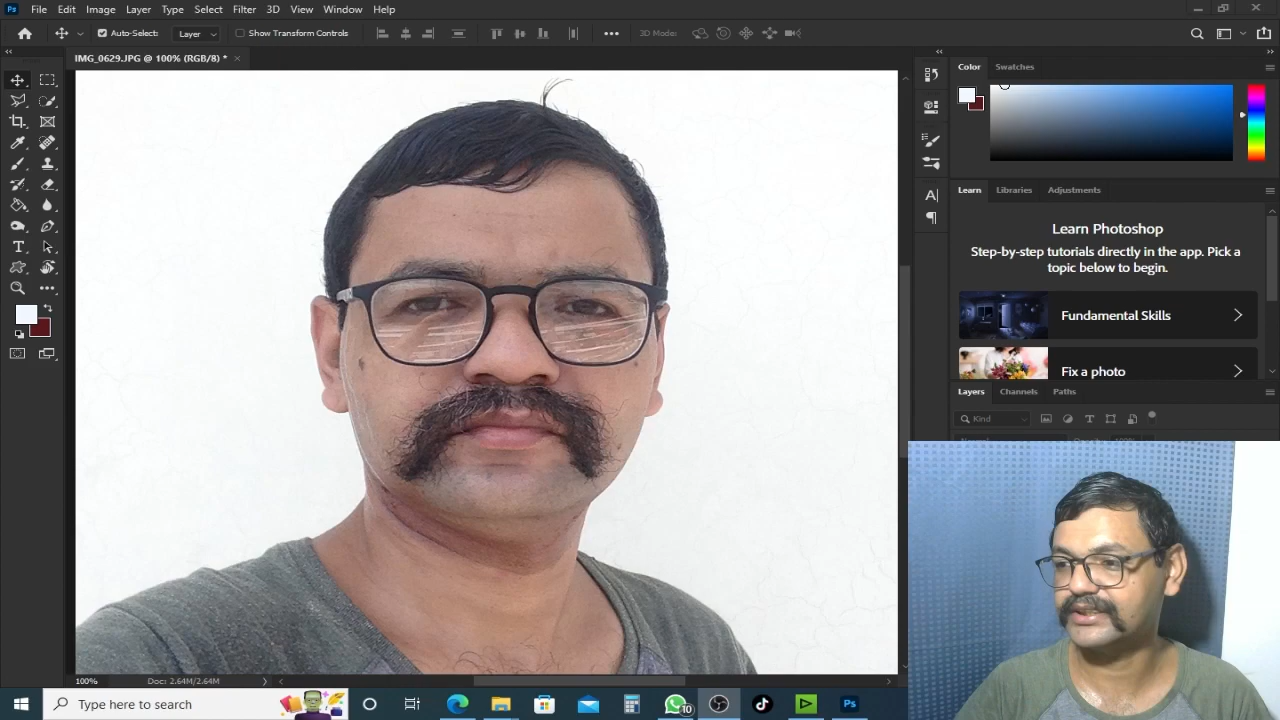 Ps File Edit Image Layer Type Select Filter 3D View Window Help
Auto-Select: Layer Show Transform Controls 3D Mode:
IMG_0629.JPG @ 100% (RGB/8) *
Color Swatches
Learn Libraries Adjustments
Learn Photoshop
Step-by-step tutorials directly in the app. Pick a
topic below to begin.
Fundamental Skills
Fix a photo
Layers Channels Paths
Kind
100% Doc: 2.64M/2.64M
Type here to search
10
Ps